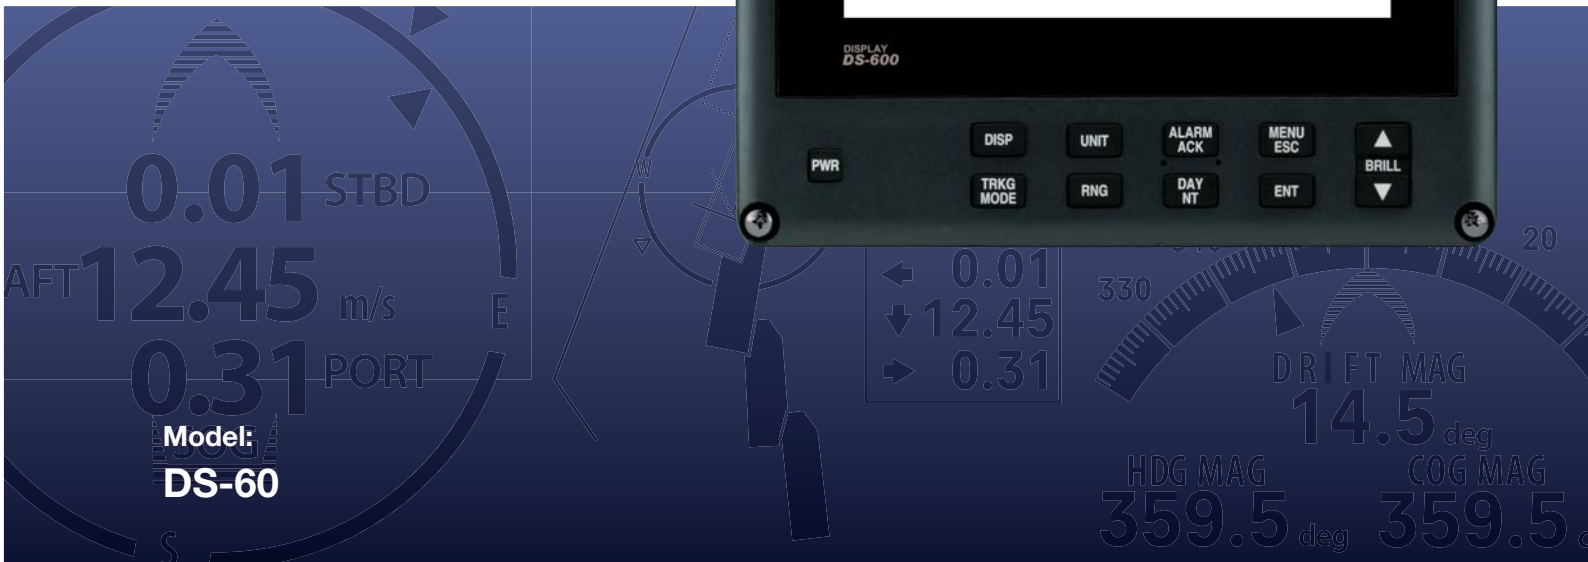 DISPLAY
DS-600
PWR
DISP
UNIT
ALARM
ACK
MENU
ESC
BRILL
TRKG
MODE
RNG
DAY
NT
ENT
0.01 STBD
AFT 12.45 m/s
0.31 PORT
SOG
E
S
W
0.01
12.45
0.31
330
20
DRIFT MAG
14.5 deg
HDG MAG
359.5 deg
COG MAG
359.5
Model:
DS-60